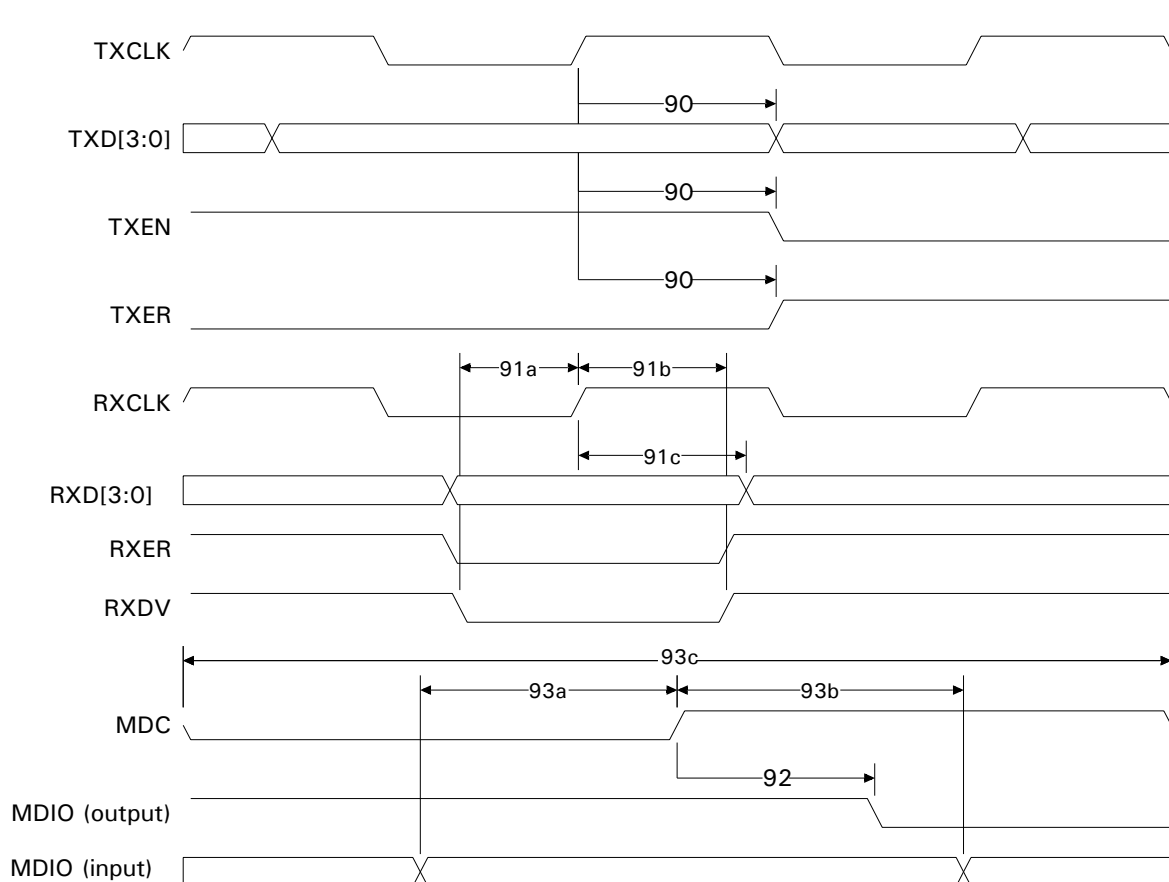 TXCLK
90
TXD[3:0]
90
TXEN
90
TXER
91a 91b
RXCLK
91c
RXD[3:0]
RXER
RXDV
93c
93a 93b
MDC
92
MDIO (output)
MDIO (input)